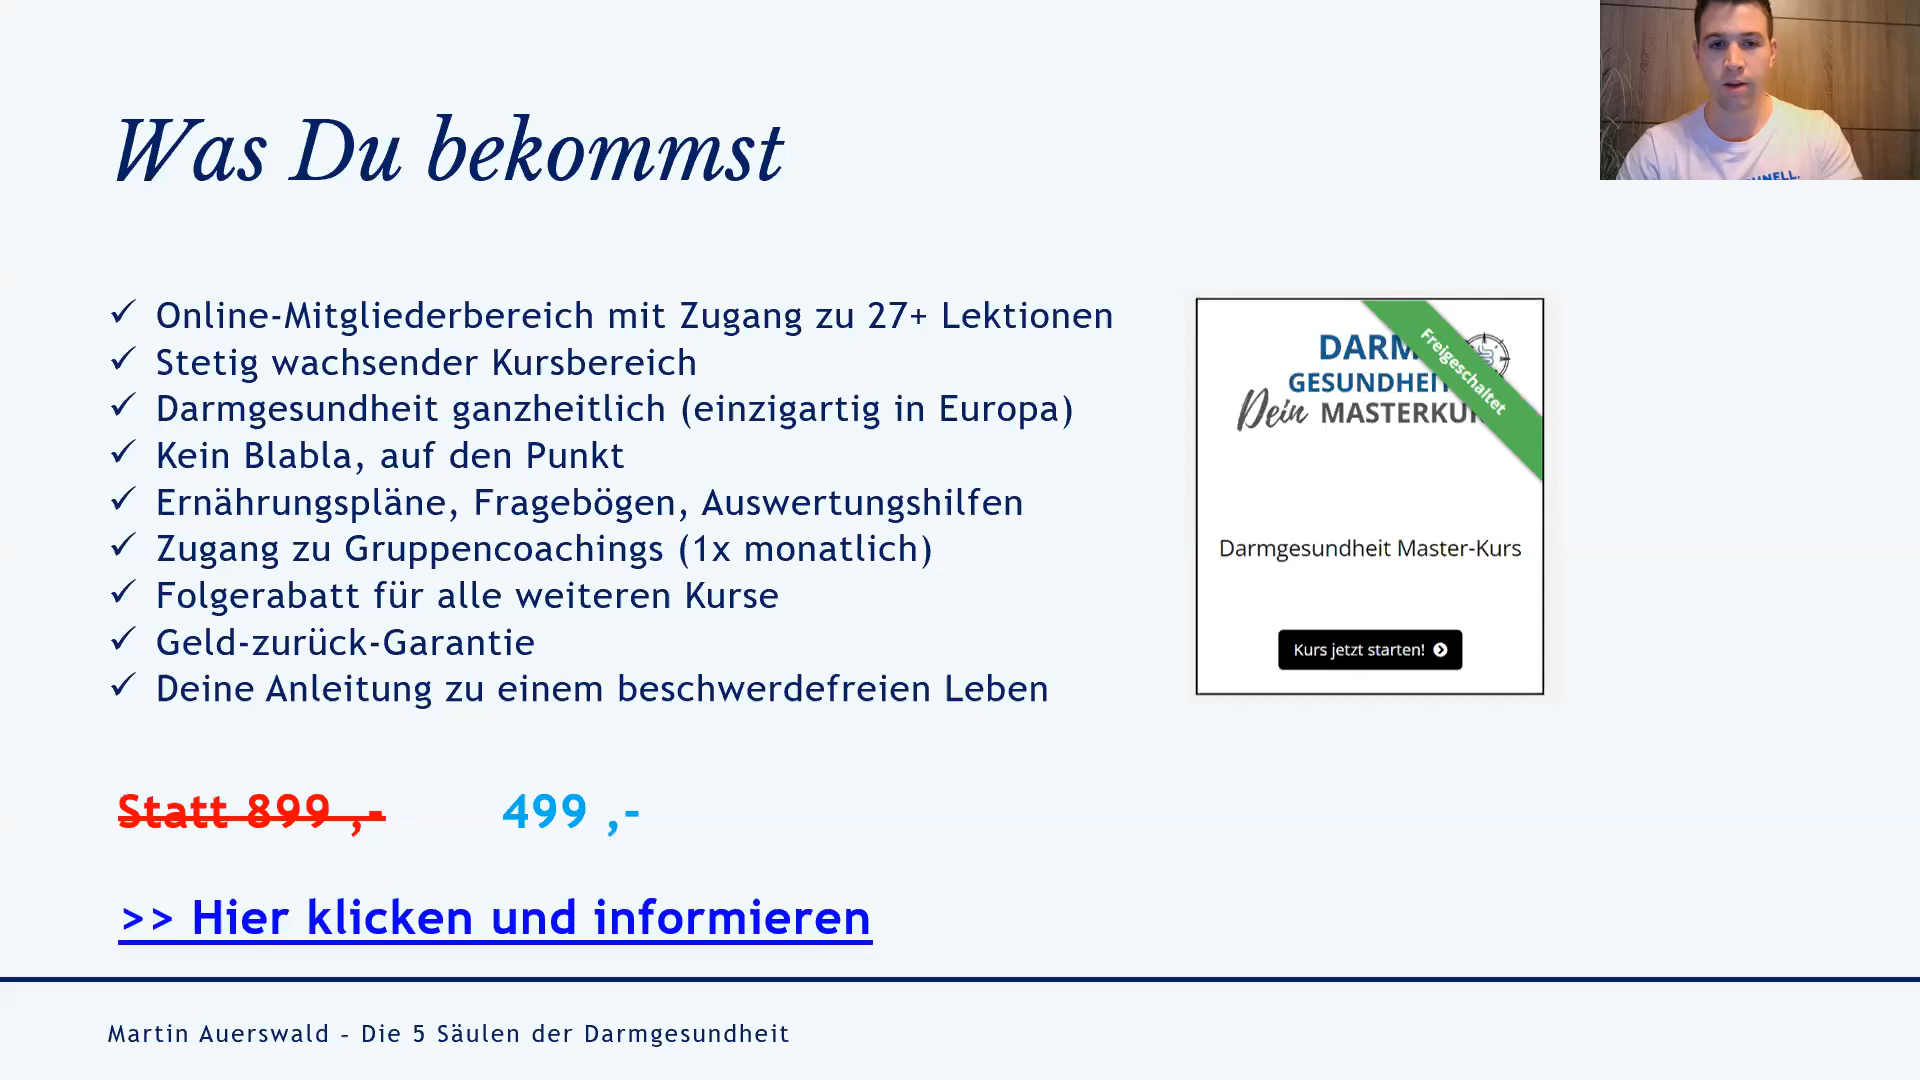 Was Du bekommst
✓ Online-Mitgliederbereich mit Zugang zu 27+ Lektionen
✓ Stetig wachsender Kursbereich
✓ Darmgesundheit ganzheitlich (einzigartig in Europa)
✓ Kein Blabla, auf den Punkt
✓ Ernährungspläne, Fragebögen, Auswertungshilfen
✓ Zugang zu Gruppencoachings (1x monatlich)
✓ Folgerabatt für alle weiteren Kurse
✓ Geld-zurück-Garantie
✓ Deine Anleitung zu einem beschwerdefreien Leben
DARM
GESUNDHEIT
Dein MASTERKUR
Freigeschaltet
Darmgesundheit Master-Kurs
Kurs jetzt starten!
Statt 899 ,- 499 ,-
>> Hier klicken und informieren
Martin Auerswald – Die 5 Säulen der Darmgesundheit